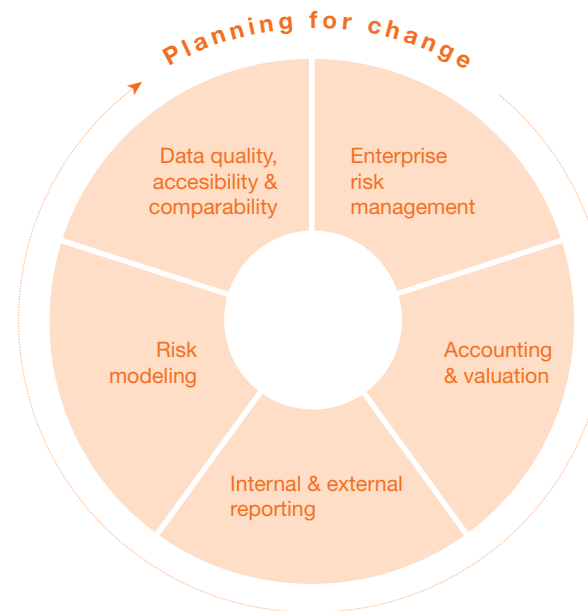 Planning for change
Data quality,
accesibility &
comparability
Enterprise
risk
management
Risk
modeling
Accounting
& valuation
Internal & external
reporting